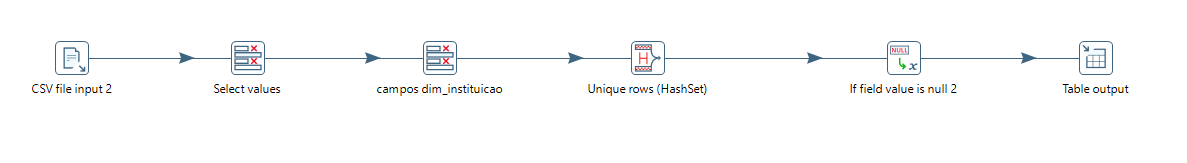 H
NULL
x
CSV file input 2
Select values
campos dim_instituicao
Unique rows (HashSet)
If field value is null 2
Table output